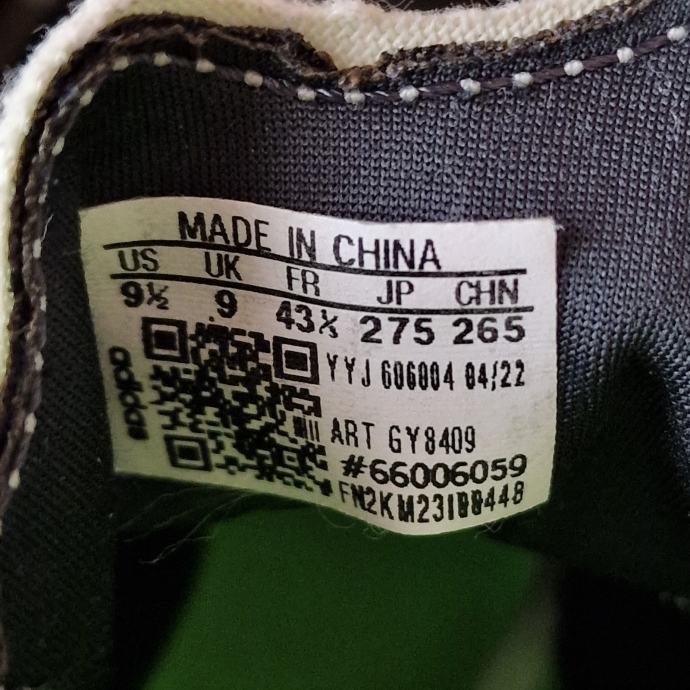 MADE IN CHINA
US UK FR JP CHN
9½ 9 43⅓ 275 265
adidas
YYJ 606004 04/22
ART GY8409
#66006059
FN2KM23IB8448